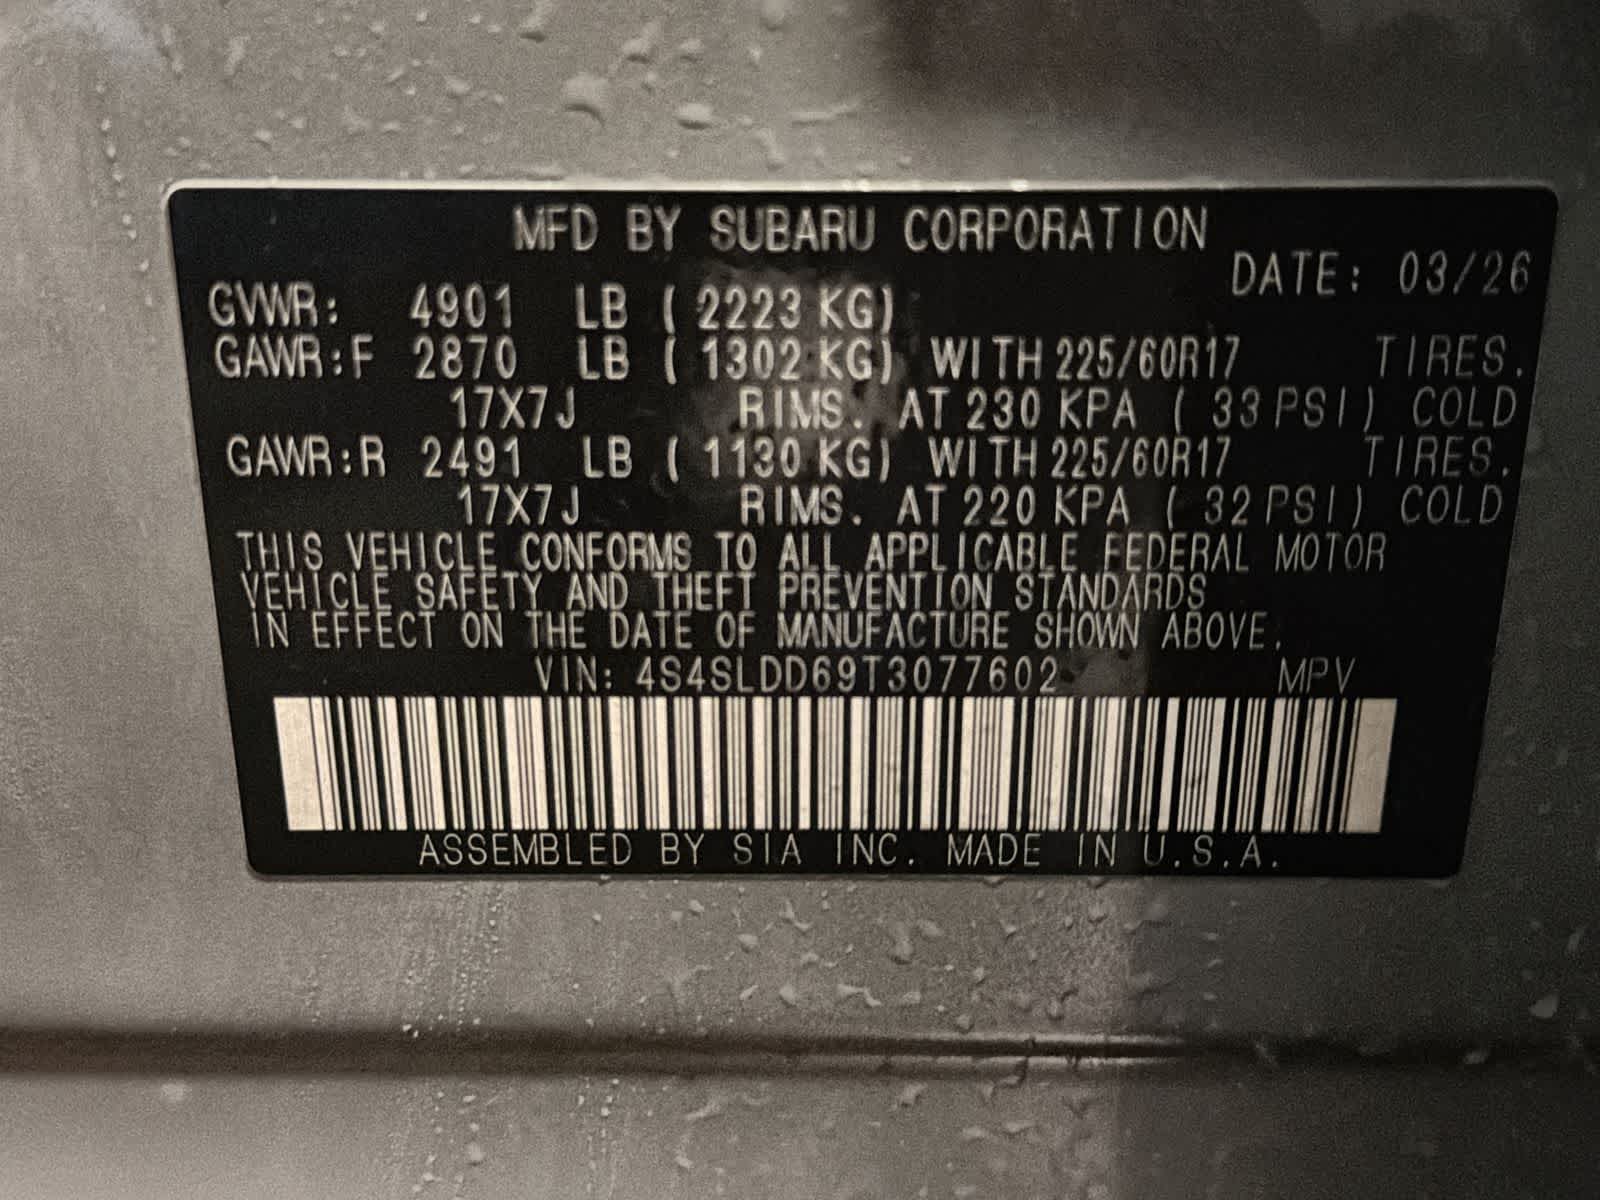 MFD BY SUBARU CORPORATION
DATE: 03/26
GVWR: 4901 LB ( 2223 KG)
GAWR:F 2870 LB ( 1302 KG) WITH 225/60R17 TIRES.
17X7J RIMS. AT 230 KPA ( 33 PSI) COLD
GAWR:R 2491 LB ( 1130 KG) WITH 225/60R17 TIRES.
17X7J RIMS. AT 220 KPA ( 32 PSI) COLD
THIS VEHICLE CONFORMS TO ALL APPLICABLE FEDERAL MOTOR
VEHICLE SAFETY AND THEFT PREVENTION STANDARDS
IN EFFECT ON THE DATE OF MANUFACTURE SHOWN ABOVE.
VIN: 4S4SLDD69T3077602 MPV
ASSEMBLED BY SIA INC. MADE IN U.S.A.